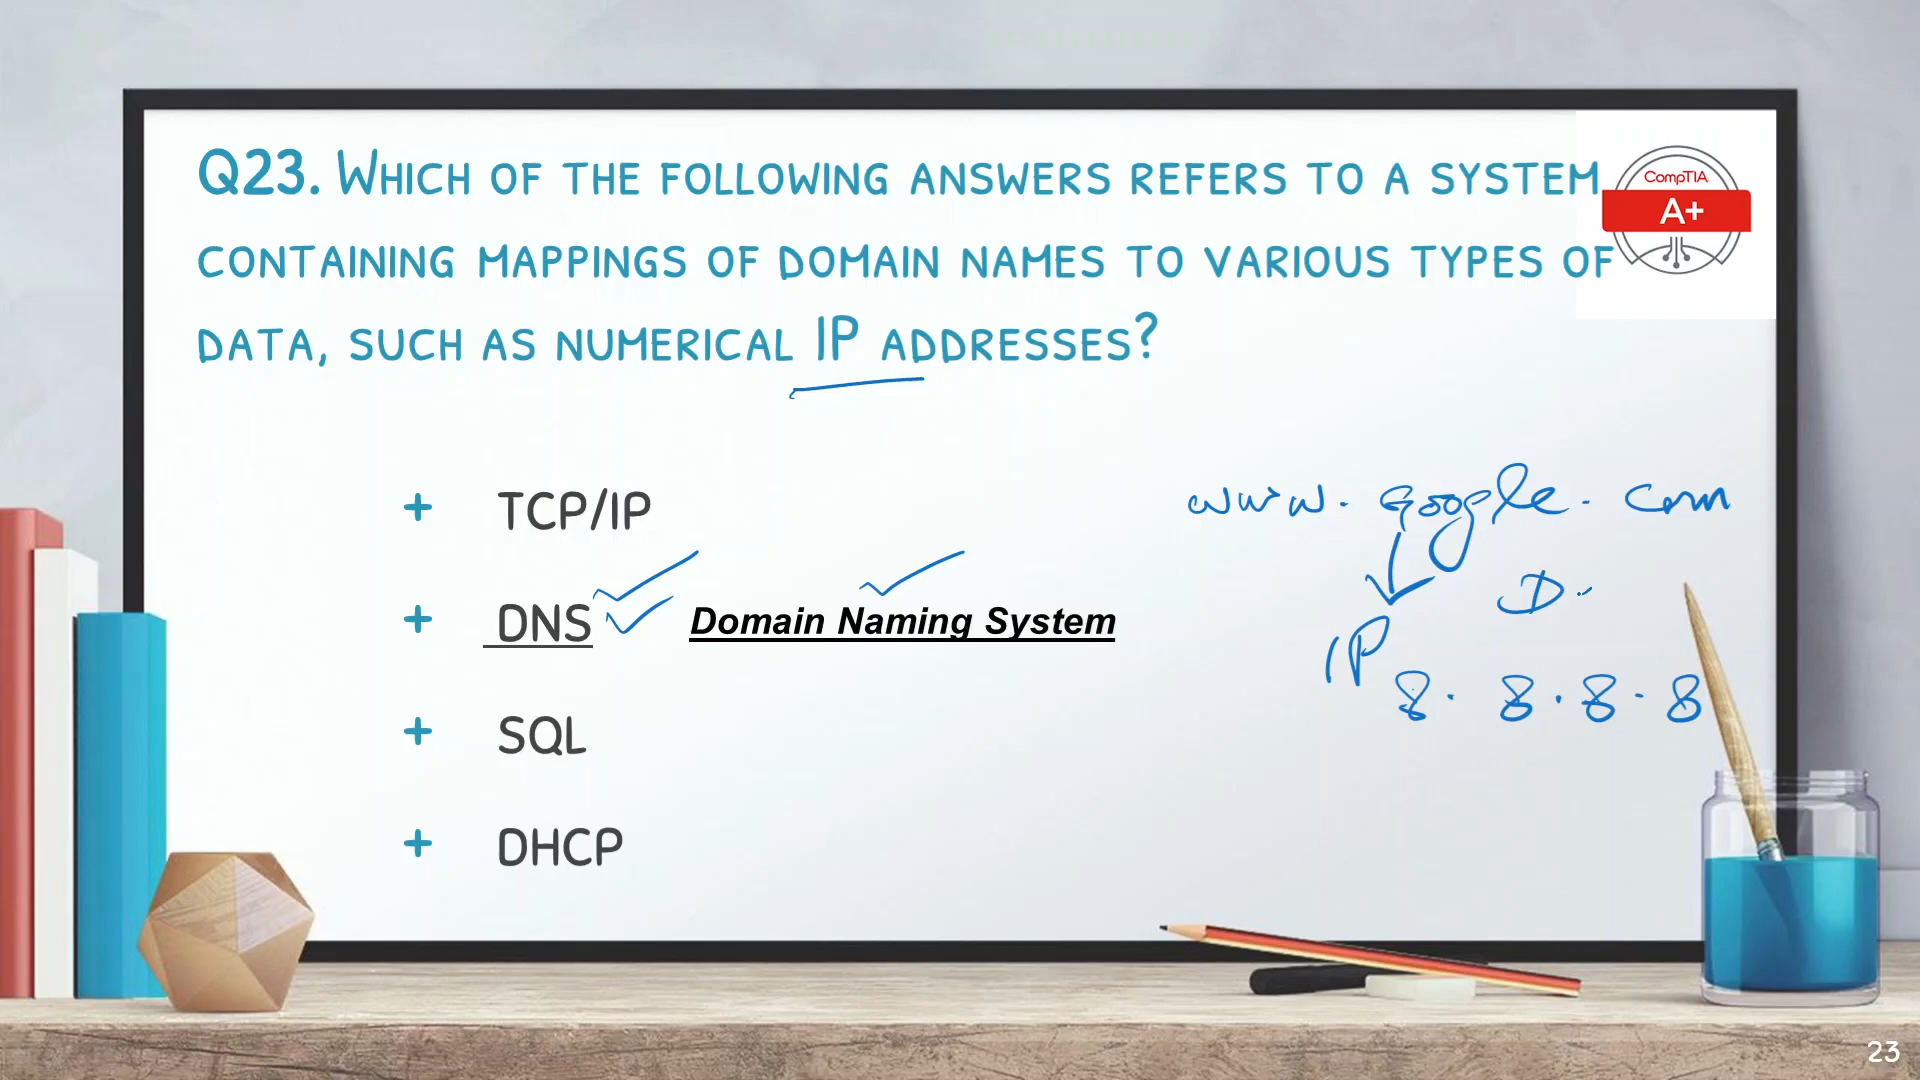 Q23. WHICH OF THE FOLLOWING ANSWERS REFERS TO A SYSTEM
CONTAINING MAPPINGS OF DOMAIN NAMES TO VARIOUS TYPES OF
DATA, SUCH AS NUMERICAL IP ADDRESSES?
CompTIA
A+
+ TCP/IP
www. Google. com
+ DNS Domain Naming System
D.
IP
8. 8.8.8
+ SQL
+ DHCP
23